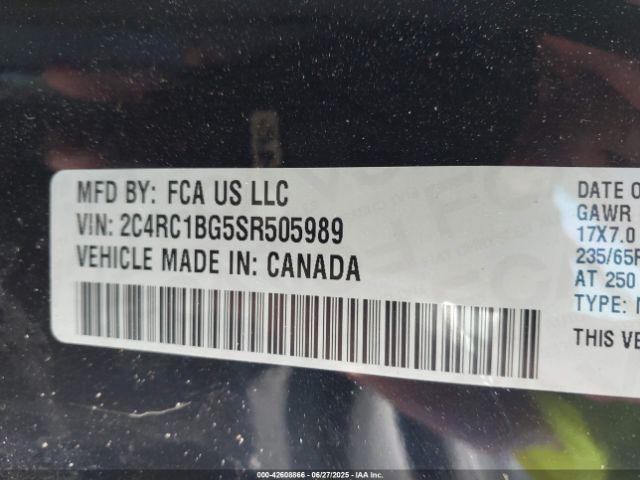 MFD BY: FCA US LLC
VIN: 2C4RC1BG5SR505989
VEHICLE MADE IN: CANADA
DATE O
GAWR
17X7.0
235/65R
AT 250
TYPE:
THIS VE
000-42608866 - 06/27/2025 - © IAA Inc.